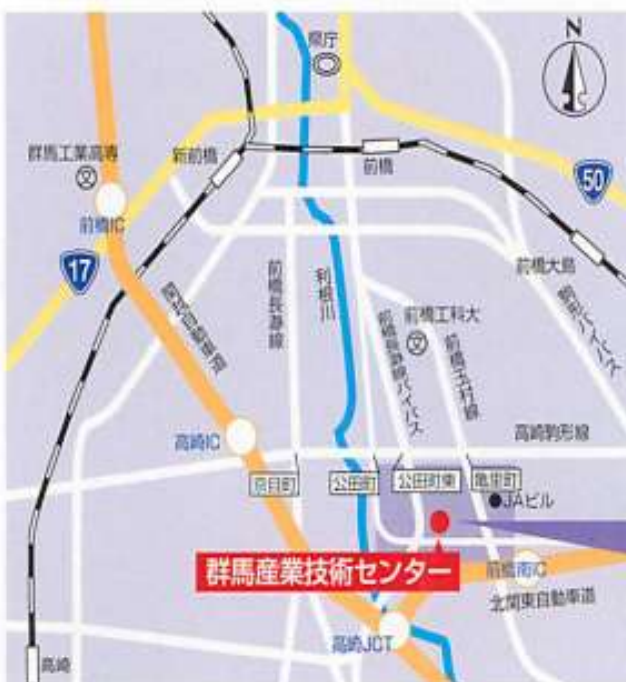 県庁
N
群馬工業高専
文
新前橋
前橋
50
前橋IC
17
前橋大島
前橋長瀞線
利根川
前橋工科大
文
関越自動車道
前橋長瀞線バイパス
前橋玉村線
高崎IC
高崎駒形線
京目町
公田町
公田町東
亀里町
JAビル
群馬産業技術センター
前橋南IC
北関東自動車道
高崎JCT
高崎